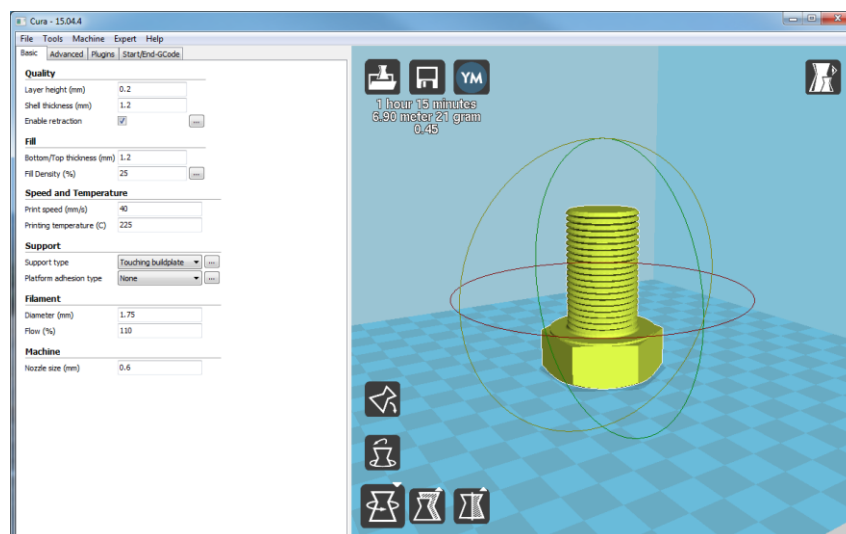 Cura - 15.04.4
File Tools Machine Expert Help
Basic Advanced Plugins Start/End-GCode
Quality
Layer height (mm) 0.2
Shell thickness (mm) 1.2
Enable retraction ...
Fill
Bottom/Top thickness (mm) 1.2
Fill Density (%) 25 ...
Speed and Temperature
Print speed (mm/s) 40
Printing temperature (C) 225
Support
Support type Touching buildplate ...
Platform adhesion type None ...
Filament
Diameter (mm) 1.75
Flow (%) 110
Machine
Nozzle size (mm) 0.6
YM
1 hour 15 minutes
6.90 meter 21 gram
0.45